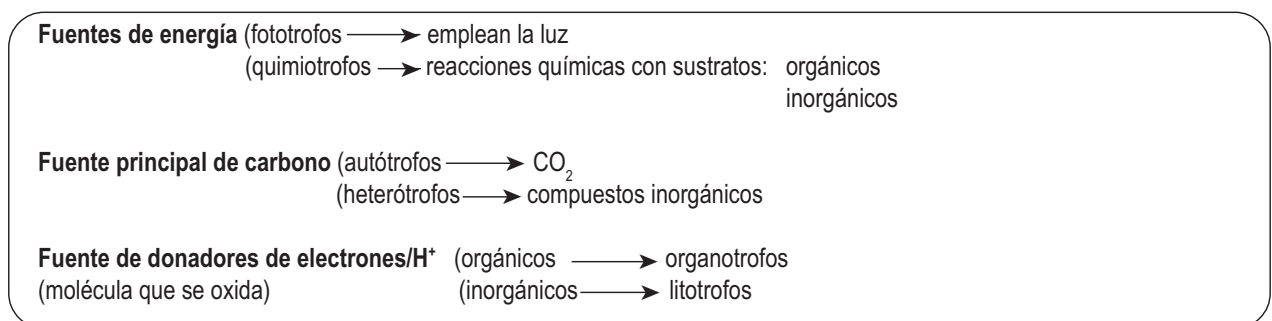 Fuentes de energía (fototrofos → emplean la luz
(quimiotrofos → reacciones químicas con sustratos: orgánicos
inorgánicos
Fuente principal de carbono (autótrofos → CO₂
(heterótrofos → compuestos inorgánicos
Fuente de donadores de electrones/H⁺ (orgánicos → organotrofos
(molécula que se oxida) (inorgánicos → litotrofos